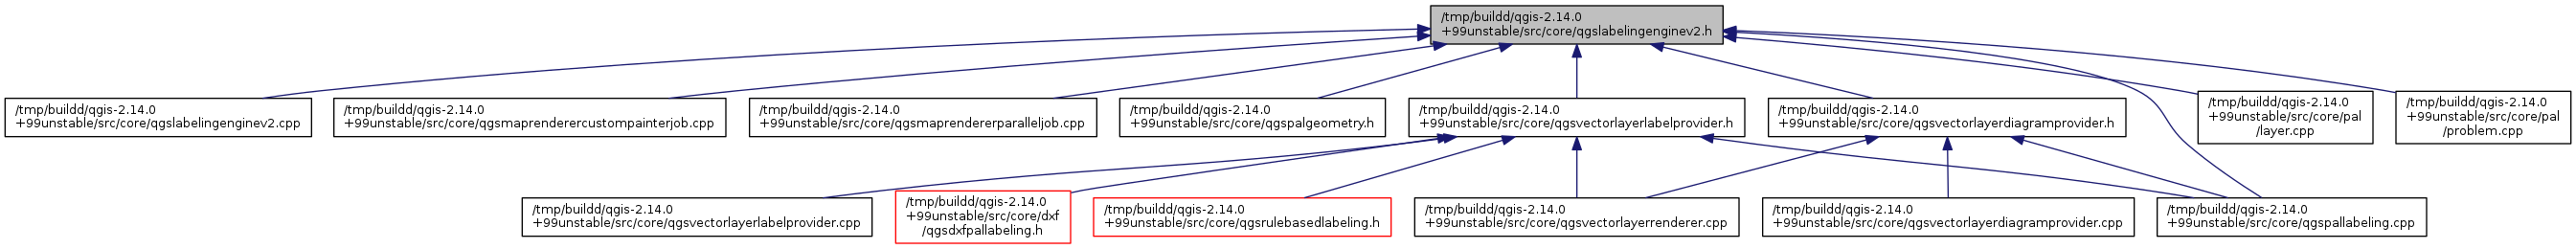 /tmp/buildd/qgis-2.14.0
+99unstable/src/core/qgslabelingenginev2.h
/tmp/buildd/qgis-2.14.0
+99unstable/src/core/qgslabelingenginev2.cpp
/tmp/buildd/qgis-2.14.0
+99unstable/src/core/qgsmaprenderercustompainterjob.cpp
/tmp/buildd/qgis-2.14.0
+99unstable/src/core/qgsmaprendererparalleljob.cpp
/tmp/buildd/qgis-2.14.0
+99unstable/src/core/qgspalgeometry.h
/tmp/buildd/qgis-2.14.0
+99unstable/src/core/qgsvectorlayerlabelprovider.h
/tmp/buildd/qgis-2.14.0
+99unstable/src/core/qgsvectorlayerdiagramprovider.h
/tmp/buildd/qgis-2.14.0
+99unstable/src/core/pal
/layer.cpp
/tmp/buildd/qgis-2.14.0
+99unstable/src/core/pal
/problem.cpp
/tmp/buildd/qgis-2.14.0
+99unstable/src/core/qgsvectorlayerlabelprovider.cpp
/tmp/buildd/qgis-2.14.0
+99unstable/src/core/dxf
/qgsdxfpallabeling.h
/tmp/buildd/qgis-2.14.0
+99unstable/src/core/qgsrulebasedlabeling.h
/tmp/buildd/qgis-2.14.0
+99unstable/src/core/qgsvectorlayerrenderer.cpp
/tmp/buildd/qgis-2.14.0
+99unstable/src/core/qgsvectorlayerdiagramprovider.cpp
/tmp/buildd/qgis-2.14.0
+99unstable/src/core/qgspallabeling.cpp